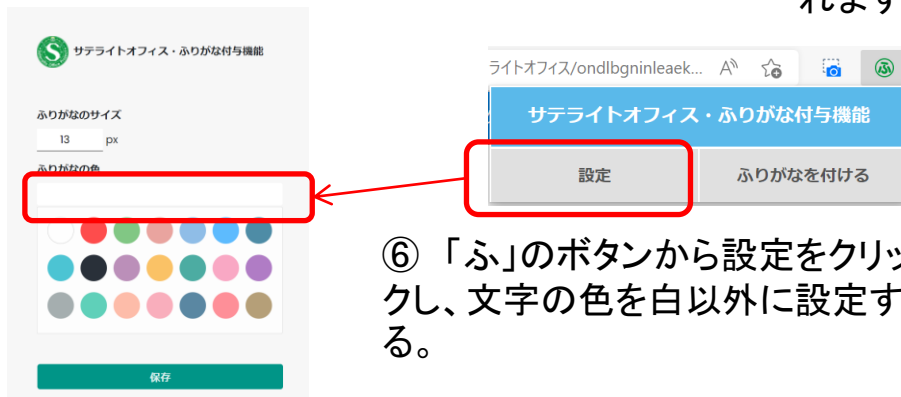 れます
サテライトオフィス・ふりがな付与機能
ふりがなのサイズ
13 px
ふりがなの色
保存
ライトオフィス/ondlbgninleaek...
サテライトオフィス・ふりがな付与機能
設定 ふりがなを付ける
⑥ 「ふ」のボタンから設定をクリッ
クし、文字の色を白以外に設定す
る。